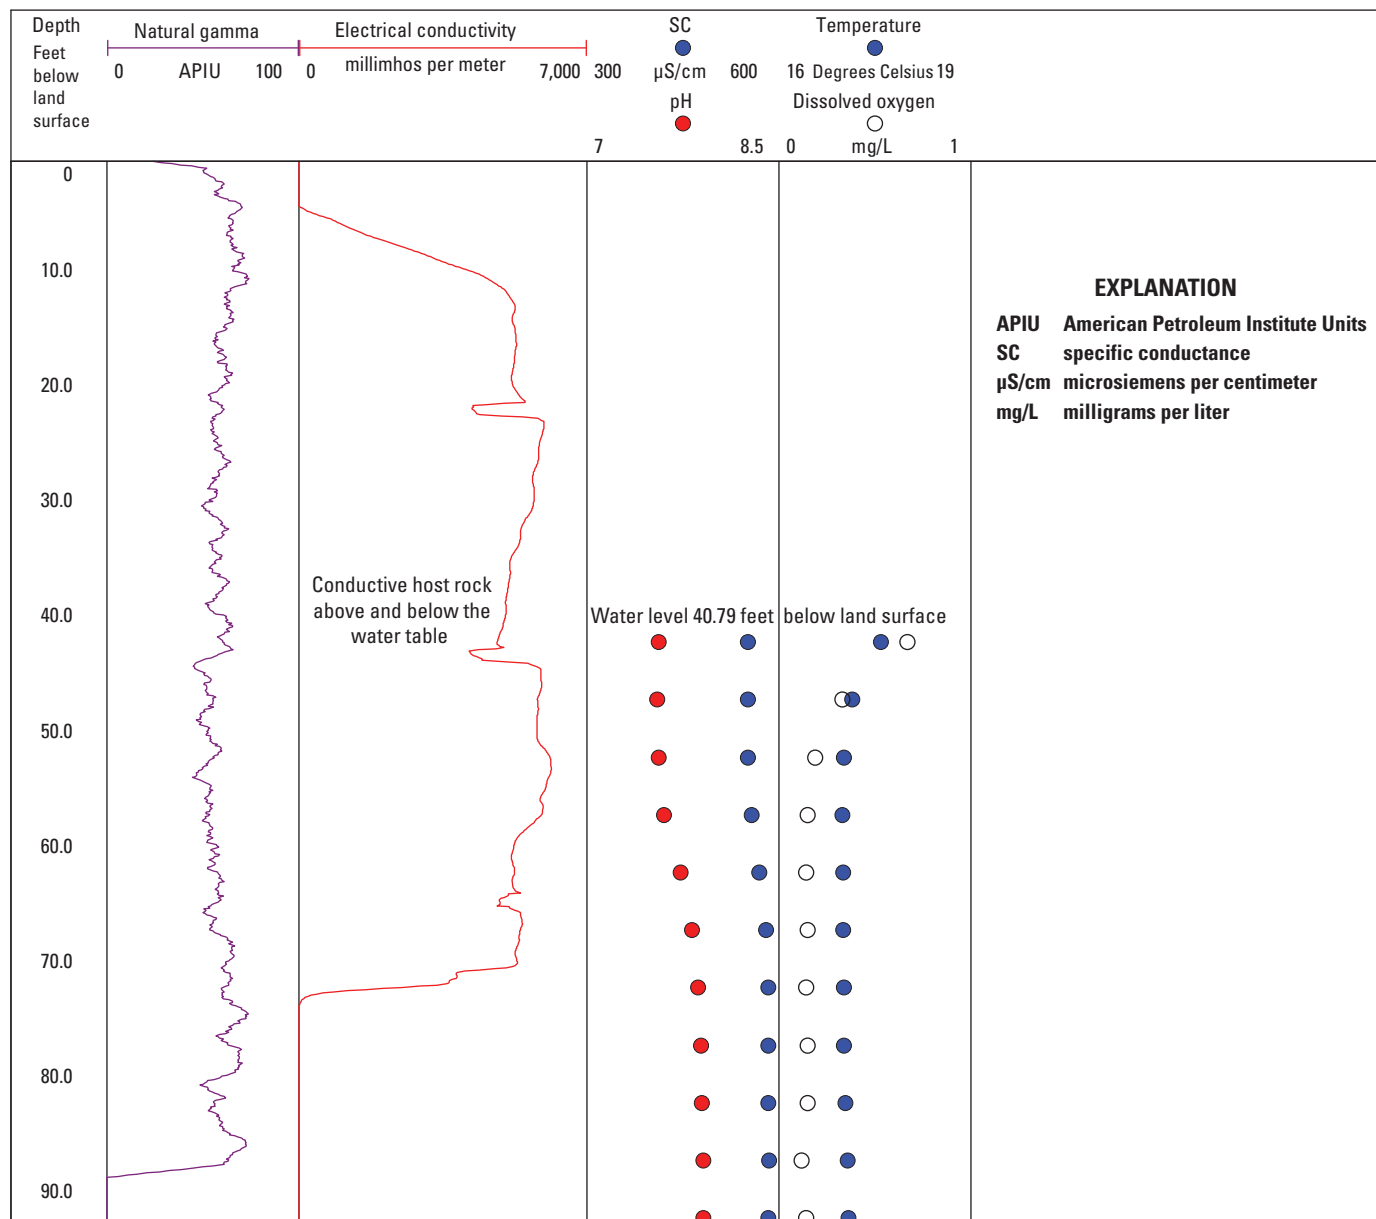 Depth
Feet
below
land
surface
Natural gamma
0 APIU 100
Electrical conductivity
millimhos per meter
0 7,000
SC
300 µS/cm 600
pH
7 8.5
Temperature
16 Degrees Celsius 19
Dissolved oxygen
0 mg/L 1
0
10.0
20.0
30.0
40.0
50.0
60.0
70.0
80.0
90.0
Conductive host rock
above and below the
water table
Water level 40.79 feet below land surface
EXPLANATION
APIU American Petroleum Institute Units
SC specific conductance
µS/cm microsiemens per centimeter
mg/L milligrams per liter